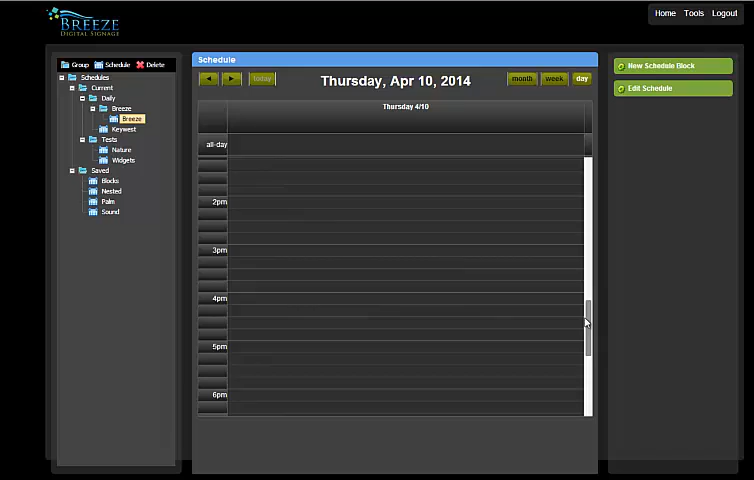 BREEZE
DIGITAL SIGNAGE
Home Tools Logout
Group Schedule Delete
Schedules
Current
Daily
Breeze
Breeze
Keywest
Tests
Nature
Widgets
Saved
Blocks
Nested
Palm
Sound
Schedule
today
Thursday, Apr 10, 2014
month week day
Thursday 4/10
all-day
2pm
3pm
4pm
5pm
6pm
New Schedule Block
Edit Schedule